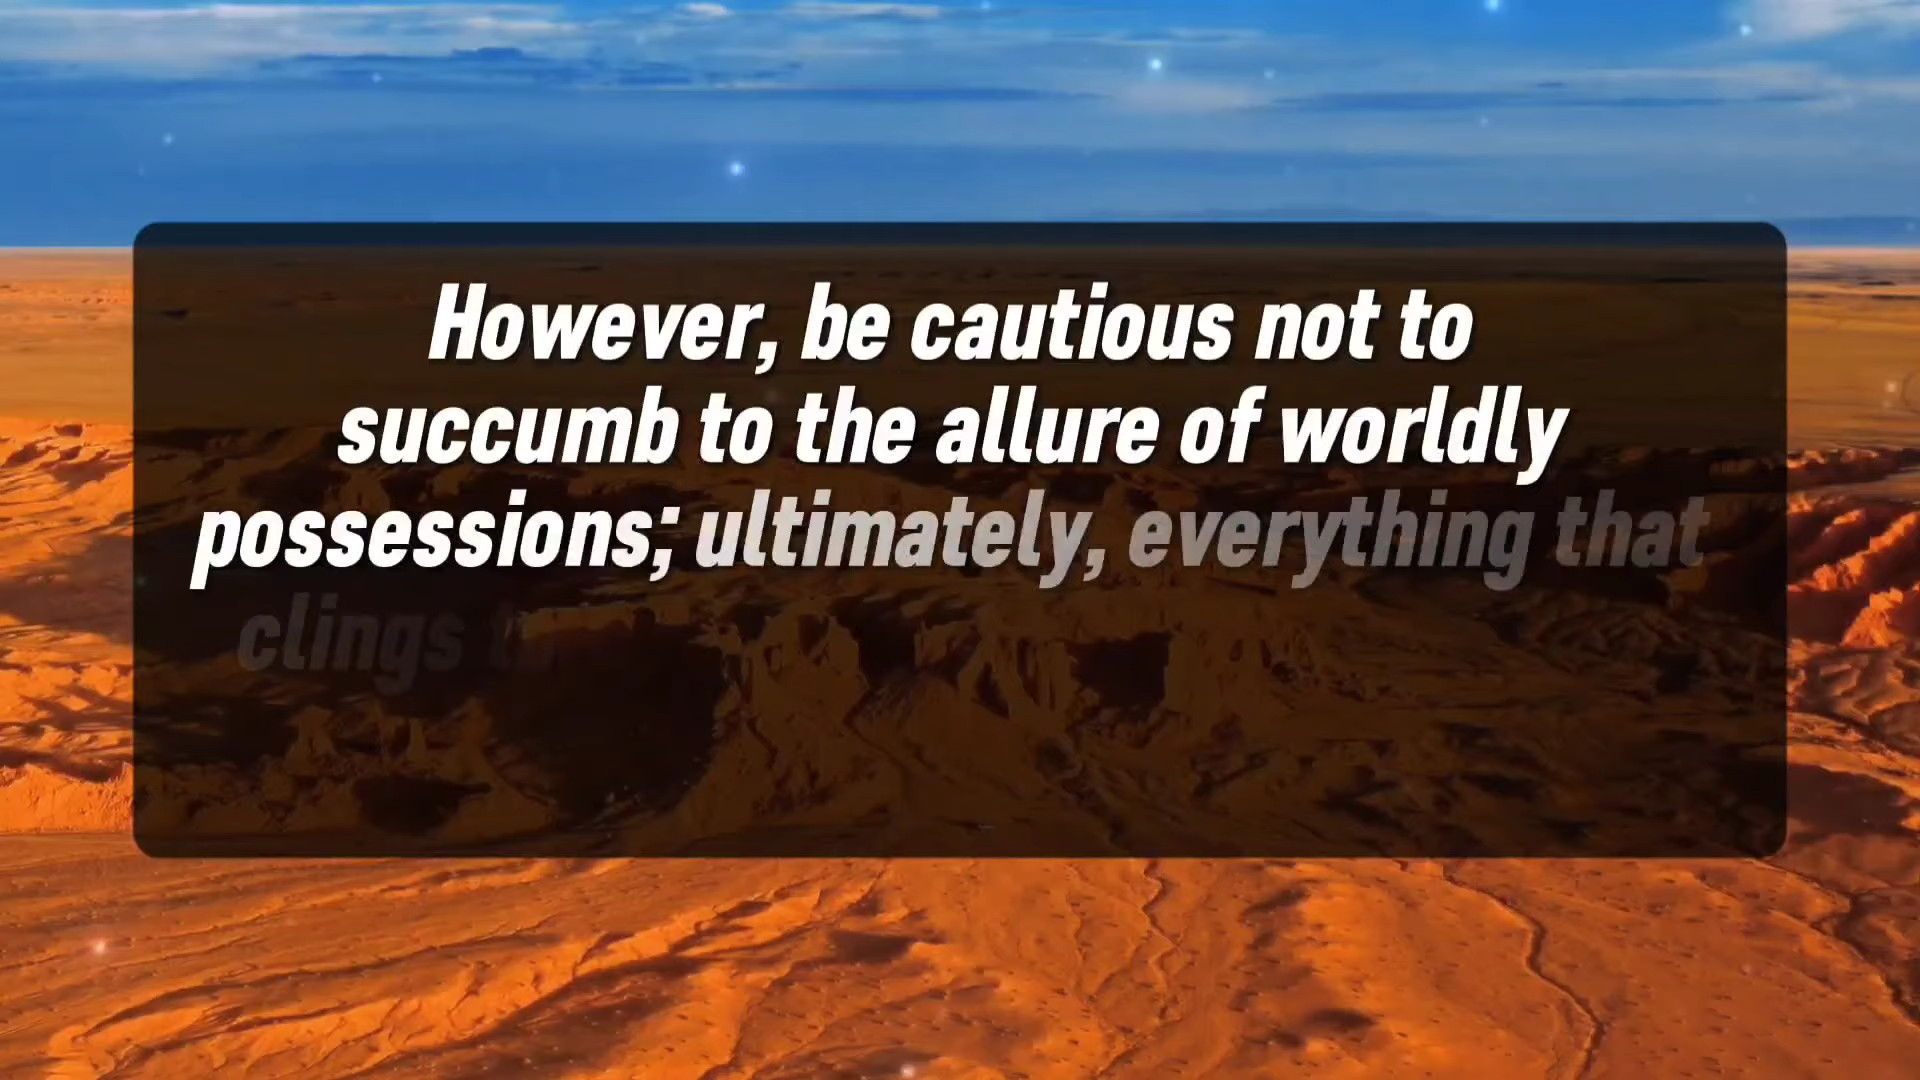 However, be cautious not to
succumb to the allure of worldly
possessions; ultimately, everything that
clings